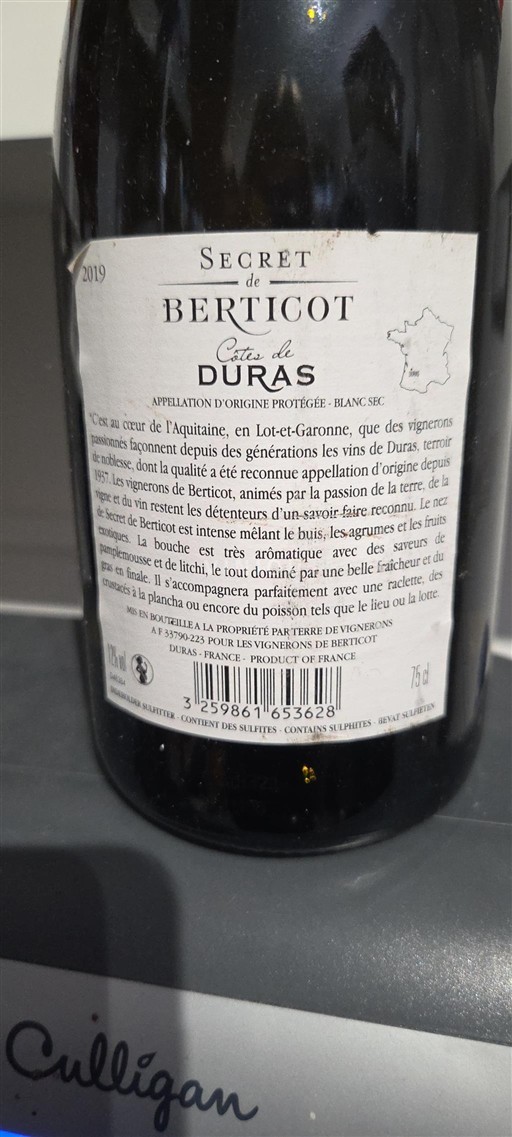 2019
SECRET
de
BERTICOT
Côtes de
DURAS
APPELLATION D'ORIGINE PROTÉGÉE - BLANC SEC
"C'est au cœur de l'Aquitaine, en Lot-et-Garonne, que des vignerons
passionnés façonnent depuis des générations les vins de Duras, terroir
de noblesse, dont la qualité a été reconnue appellation d'origine depuis
1937. Les vignerons de Berticot, animés par la passion de la terre, de la
vigne et du vin restent les détenteurs d'un savoir-faire reconnu. Le nez
de Secret de Berticot est intense mêlant le buis, les agrumes et les fruits
exotiques. La bouche est très arômatique avec des saveurs de
pamplemousse et de litchi, le tout dominé par une belle fraîcheur et du
gras en finale. Il s'accompagnera parfaitement avec une raclette, des
crustacés à la plancha ou encore du poisson tels que le lieu ou la lotte.
MIS EN BOUTEILLE A LA PROPRIÉTÉ PAR TERRE DE VIGNERONS
A F 33790-223 POUR LES VIGNERONS DE BERTICOT
DURAS - FRANCE - PRODUCT OF FRANCE
12% vol
75 cl
3 259861 653628
SULFITTER - CONTIENT DES SULFITES - CONTAINS SULPHITES - BEVAT SULFIETEN
Culligan